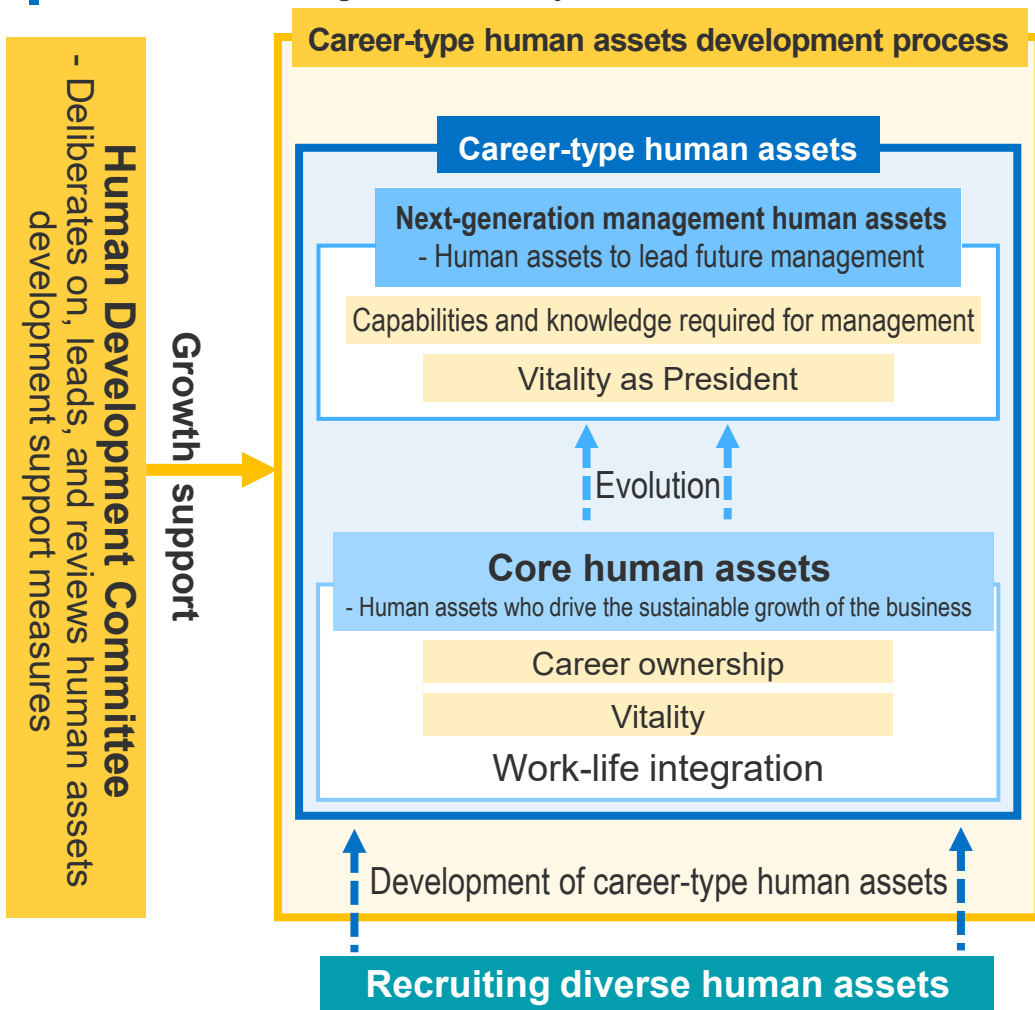 Career-type human assets development process
Human Development Committee
- Deliberates on, leads, and reviews human assets
development support measures
Growth support
Career-type human assets
Next-generation management human assets
- Human assets to lead future management
Capabilities and knowledge required for management
Vitality as President
Evolution
Core human assets
- Human assets who drive the sustainable growth of the business
Career ownership
Vitality
Work-life integration
Development of career-type human assets
Recruiting diverse human assets